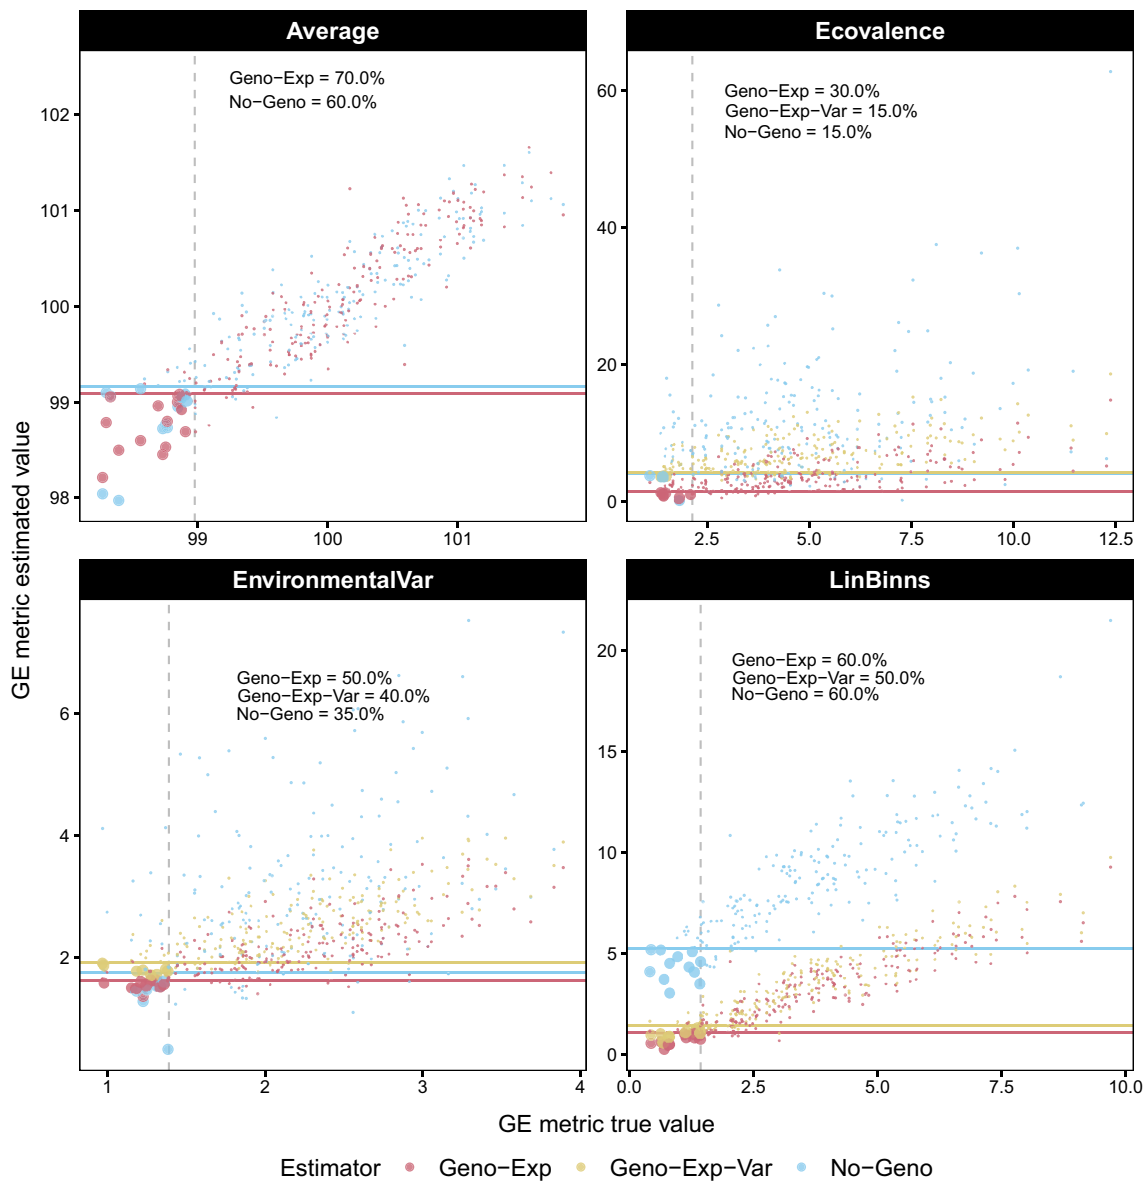 Average
Ecovalence
Geno−Exp = 70.0%
No−Geno = 60.0%
Geno−Exp = 30.0%
Geno−Exp−Var = 15.0%
No−Geno = 15.0%
102
101
100
99
98
60
40
20
0
99
100
101
2.5
5.0
7.5
10.0
12.5
EnvironmentalVar
LinBinns
Geno−Exp = 50.0%
Geno−Exp−Var = 40.0%
No−Geno = 35.0%
Geno−Exp = 60.0%
Geno−Exp−Var = 50.0%
No−Geno = 60.0%
6
4
2
20
15
10
5
0
1
2
3
4
0.0
2.5
5.0
7.5
10.0
GE metric estimated value
GE metric true value
Estimator Geno−Exp Geno−Exp−Var No−Geno